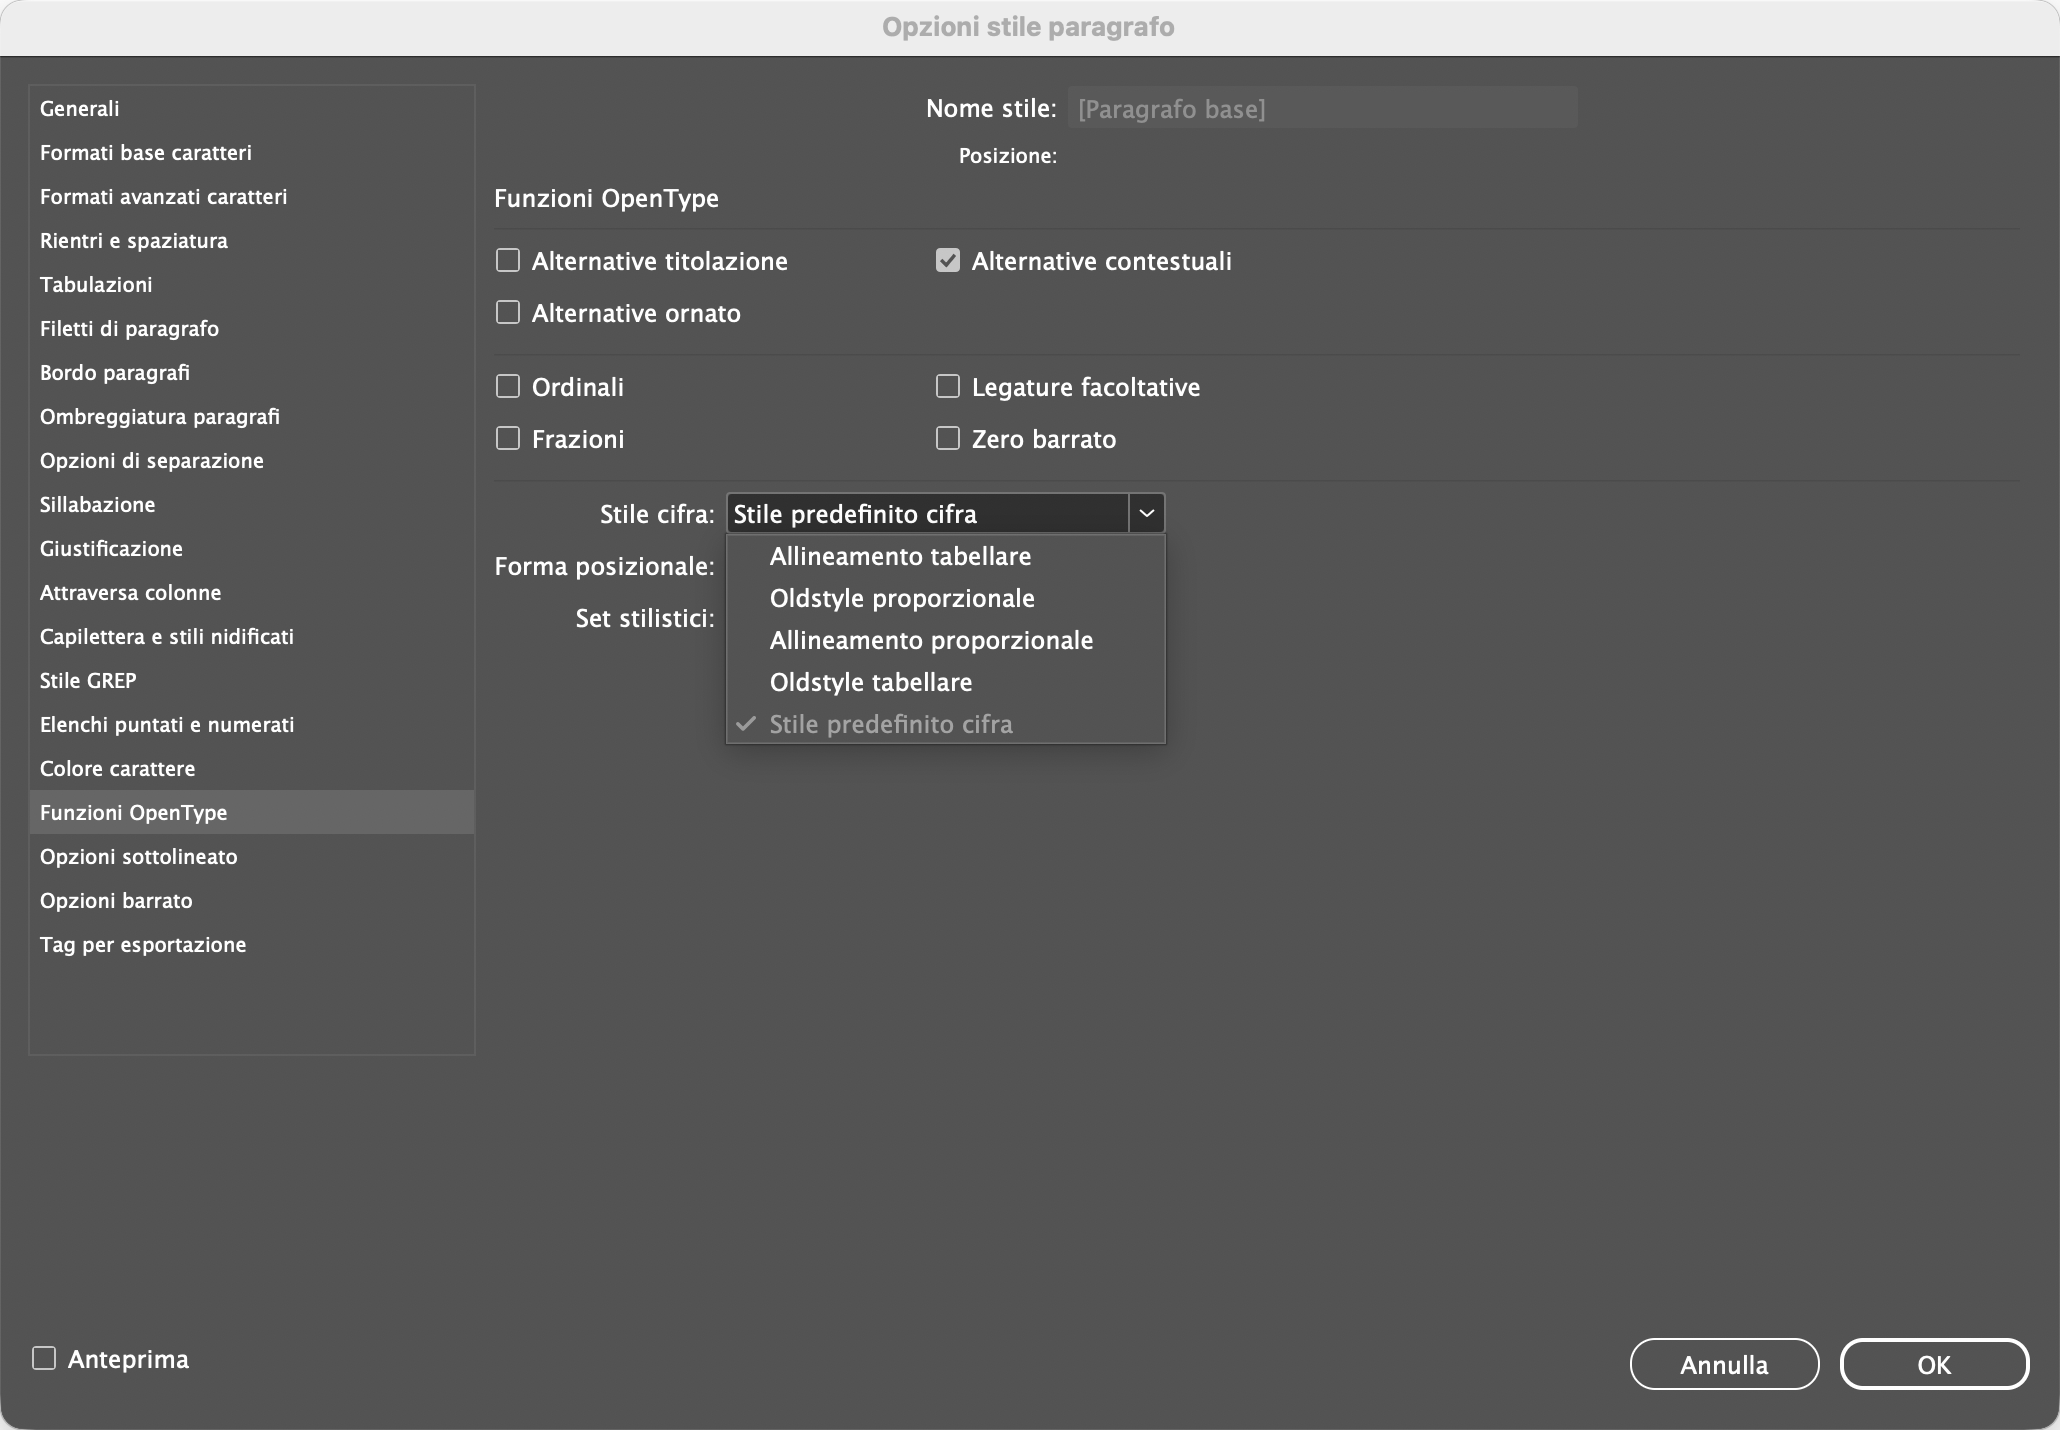 Opzioni stile paragrafo
Generali
Formati base caratteri
Formati avanzati caratteri
Rientri e spaziatura
Tabulazioni
Filetti di paragrafo
Bordo paragrafi
Ombreggiatura paragrafi
Opzioni di separazione
Sillabazione
Giustificazione
Attraversa colonne
Capilettera e stili nidificati
Stile GREP
Elenchi puntati e numerati
Colore carattere
Funzioni OpenType
Opzioni sottolineato
Opzioni barrato
Tag per esportazione
Nome stile: [Paragrafo base]
Posizione:
Funzioni OpenType
Alternative titolazione
Alternative contestuali
Alternative ornato
Ordinali
Legature facoltative
Frazioni
Zero barrato
Stile cifra: Stile predefinito cifra
Allineamento tabellare
Oldstyle proporzionale
Allineamento proporzionale
Oldstyle tabellare
Stile predefinito cifra
Forma posizionale:
Set stilistici:
Anteprima
Annulla
OK